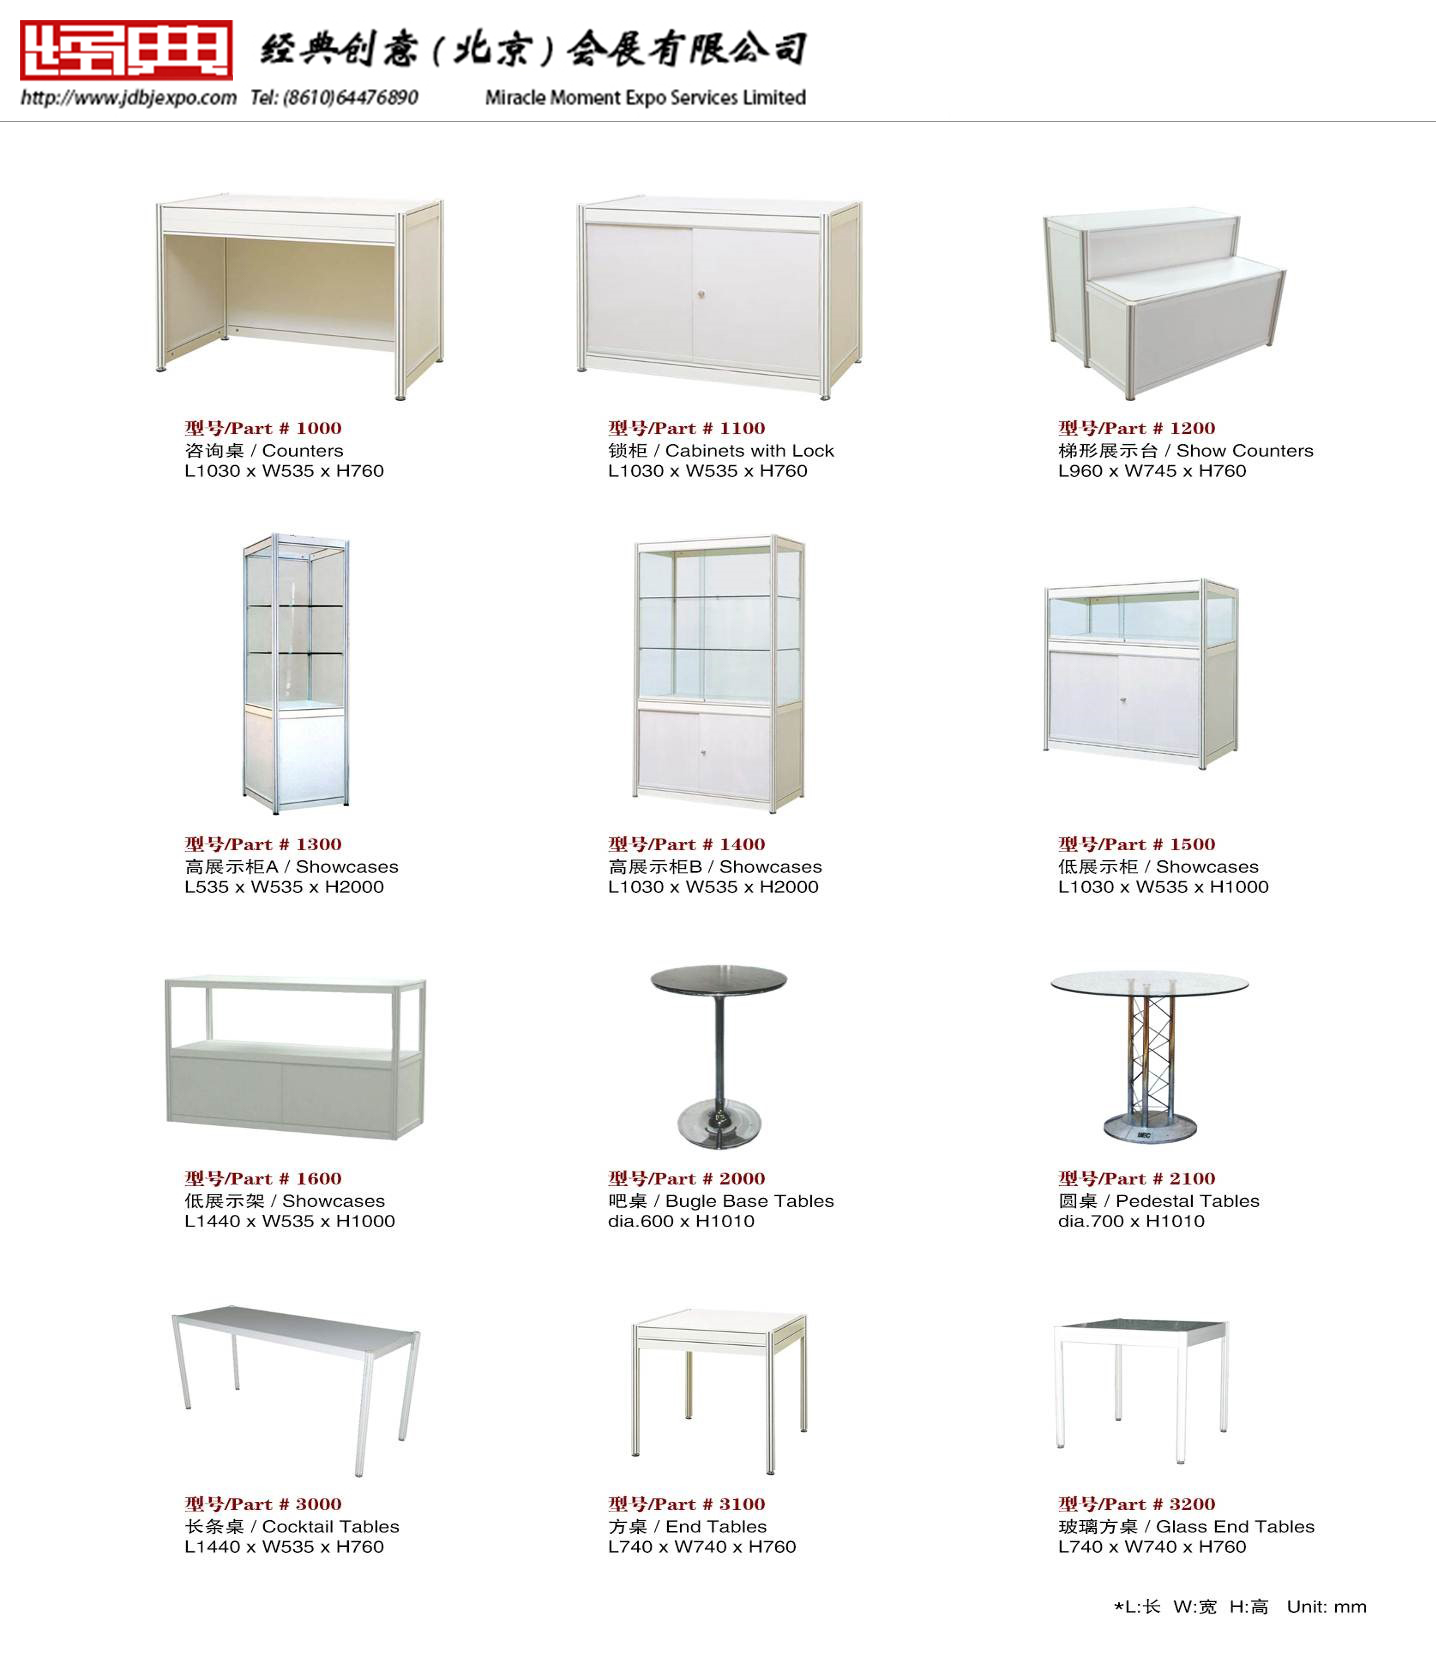 经典 经典创意(北京)会展有限公司
http://www.jdbjexpo.com Tel: (8610)64476890 Miracle Moment Expo Services Limited
型号/Part # 1000
咨询桌 / Counters
L1030 x W535 x H760
型号/Part # 1100
锁柜 / Cabinets with Lock
L1030 x W535 x H760
型号/Part # 1200
梯形展示台 / Show Counters
L960 x W745 x H760
型号/Part # 1300
高展示柜A / Showcases
L535 x W535 x H2000
型号/Part # 1400
高展示柜B / Showcases
L1030 x W535 x H2000
型号/Part # 1500
低展示柜 / Showcases
L1030 x W535 x H1000
型号/Part # 1600
低展示架 / Showcases
L1440 x W535 x H1000
型号/Part # 2000
吧桌 / Bugle Base Tables
dia.600 x H1010
型号/Part # 2100
圆桌 / Pedestal Tables
dia.700 x H1010
型号/Part # 3000
长条桌 / Cocktail Tables
L1440 x W535 x H760
型号/Part # 3100
方桌 / End Tables
L740 x W740 x H760
型号/Part # 3200
玻璃方桌 / Glass End Tables
L740 x W740 x H760
*L:长 W:宽 H:高 Unit: mm